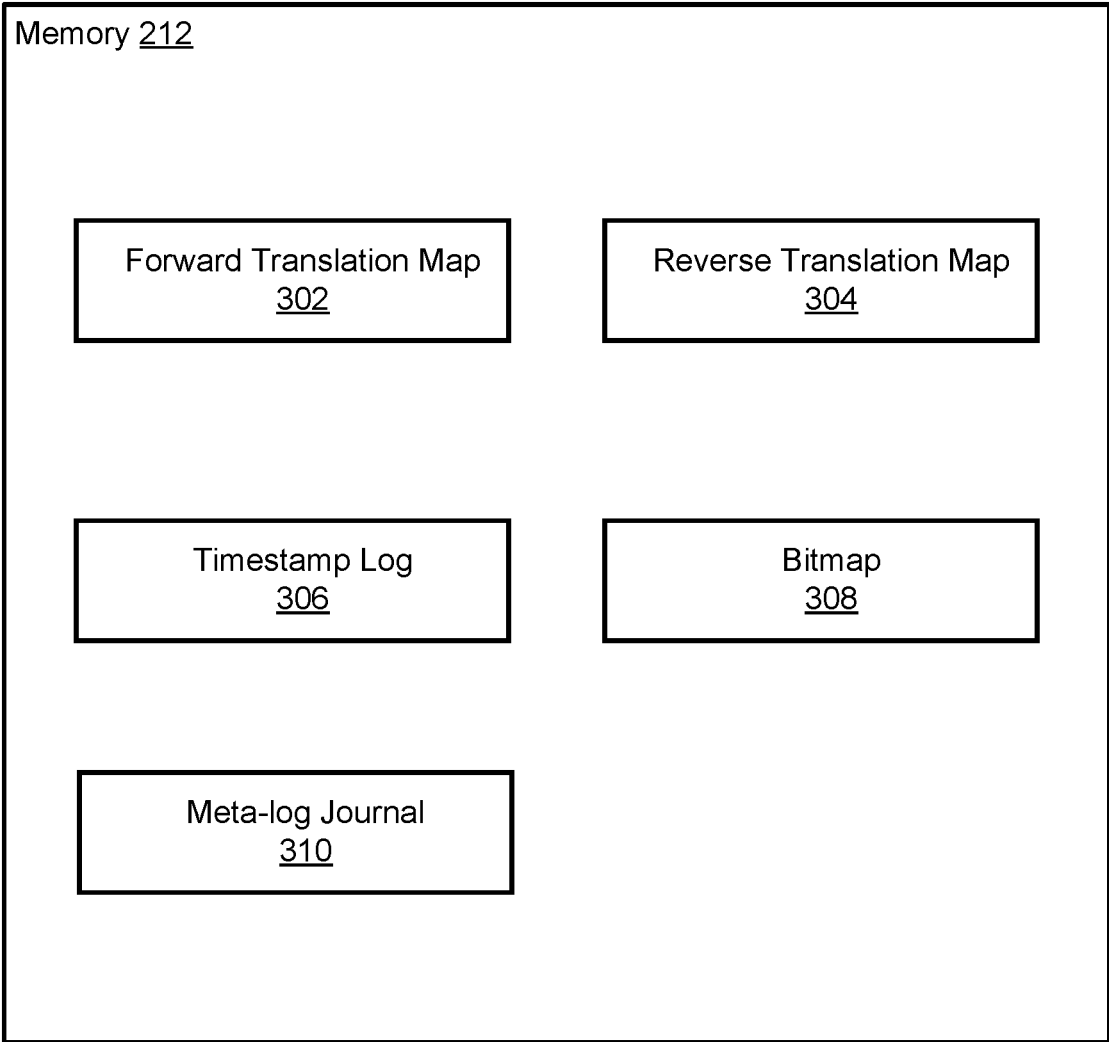 Memory 212
Forward Translation Map
302
Reverse Translation Map
304
Timestamp Log
306
Bitmap
308
Meta-log Journal
310